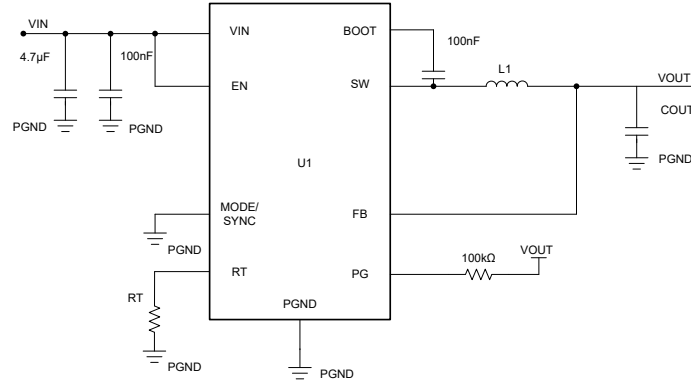 VIN
VIN
BOOT
4.7µF
100nF
100nF
L1
EN
SW
VOUT
COUT
PGND
PGND
PGND
U1
MODE/
SYNC
FB
PGND
VOUT
100kΩ
RT
PG
RT
PGND
PGND
PGND